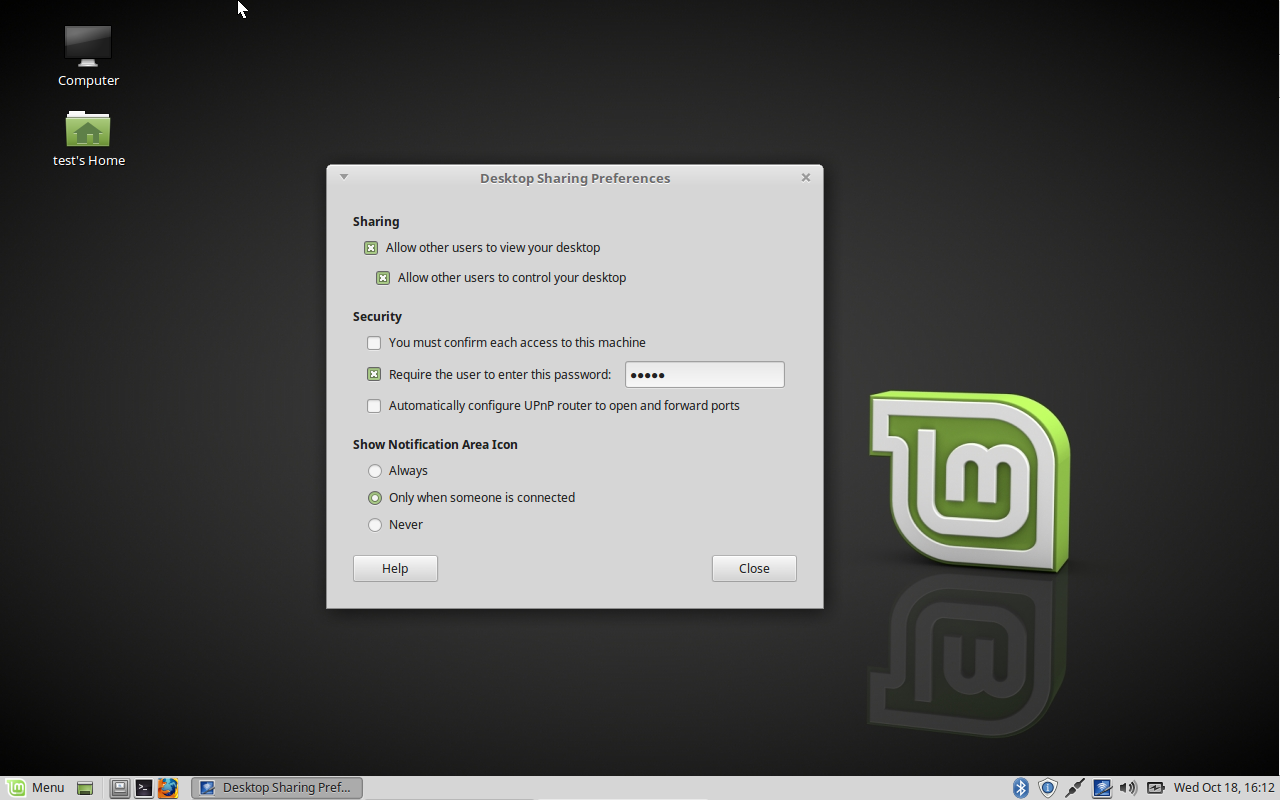 Computer
test's Home
Desktop Sharing Preferences
Sharing
Allow other users to view your desktop
Allow other users to control your desktop
Security
You must confirm each access to this machine
Require the user to enter this password: ●●●●●
Automatically configure UPnP router to open and forward ports
Show Notification Area Icon
Always
Only when someone is connected
Never
Help Close
Menu Desktop Sharing Pref... Wed Oct 18, 16:12